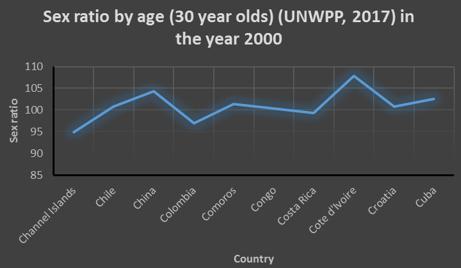 Sex ratio by age (30 year olds) (UNWPP, 2017) in
the year 2000
110
105
100
95
90
85
Sex ratio
Channel Islands
Chile
China
Colombia
Comoros
Congo
Costa Rica
Cote d'Ivoire
Croatia
Cuba
Country